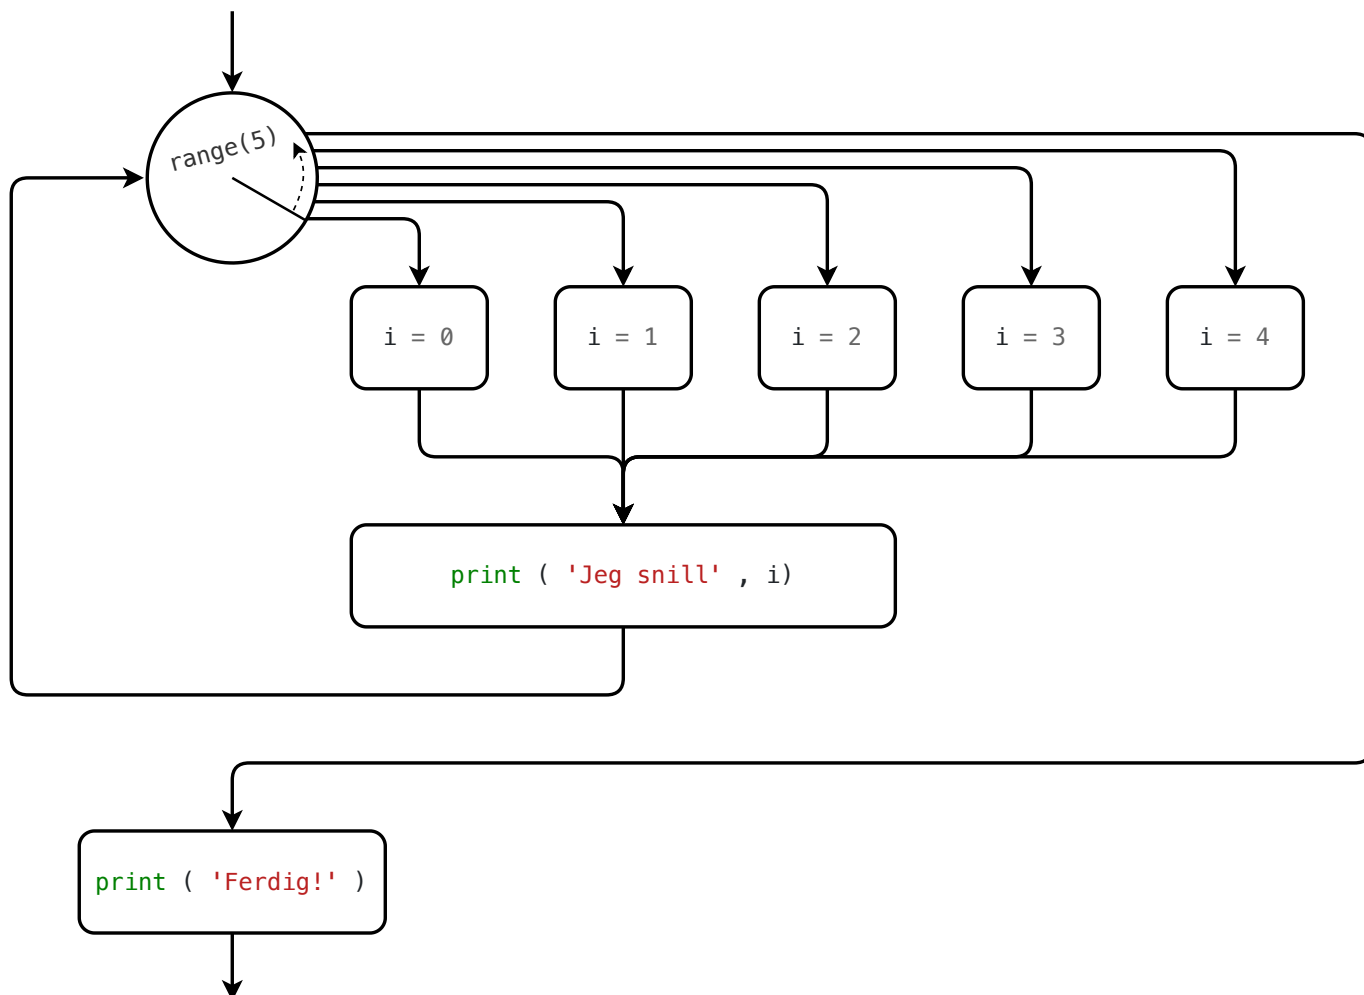 range(5)
i = 0
i = 1
i = 2
i = 3
i = 4
print ( 'Jeg snill' , i)
print ( 'Ferdig!' )